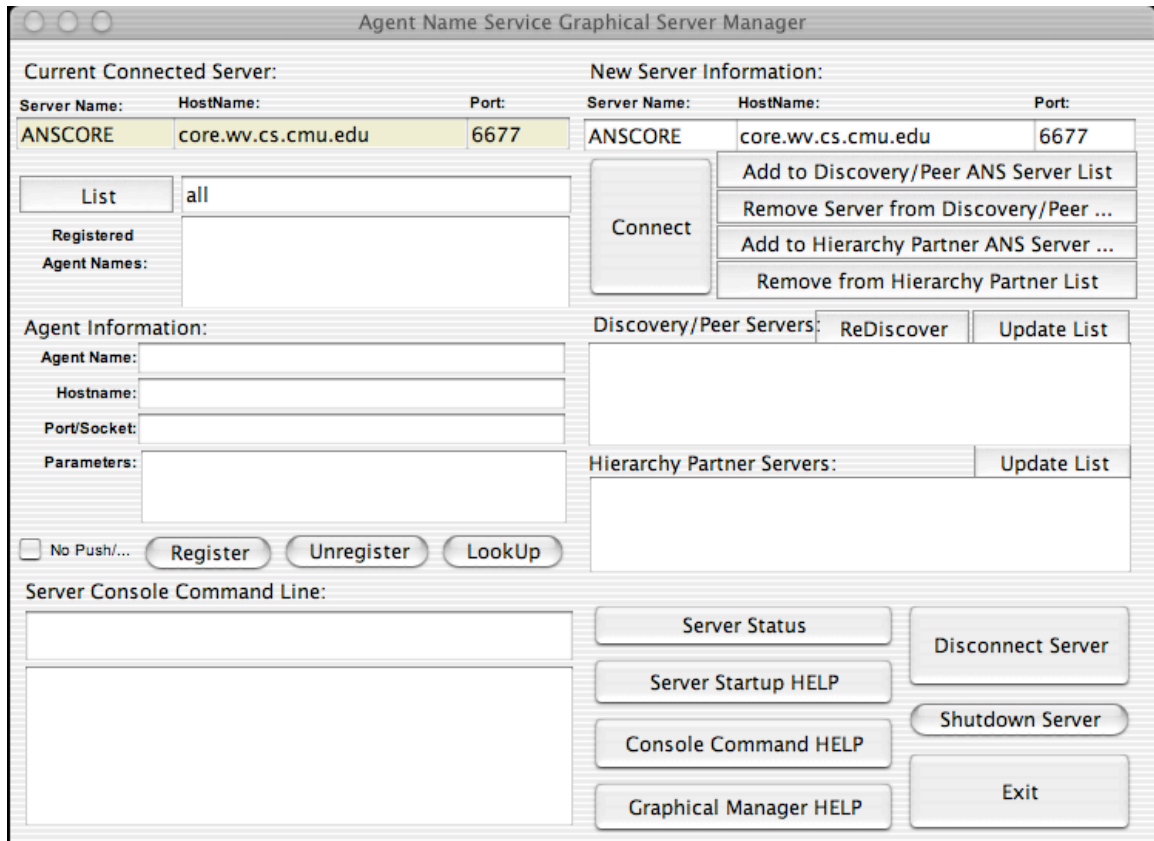 Agent Name Service Graphical Server Manager
Current Connected Server:
Server Name: HostName: Port:
ANSCORE core.wv.cs.cmu.edu 6677
List all
Registered
Agent Names:
Agent Information:
Agent Name:
Hostname:
Port/Socket:
Parameters:
No Push/... Register Unregister LookUp
Server Console Command Line:
New Server Information:
Server Name: HostName: Port:
ANSCORE core.wv.cs.cmu.edu 6677
Connect
Add to Discovery/Peer ANS Server List
Remove Server from Discovery/Peer ...
Add to Hierarchy Partner ANS Server ...
Remove from Hierarchy Partner List
Discovery/Peer Servers: ReDiscover Update List
Hierarchy Partner Servers: Update List
Server Status
Server Startup HELP
Console Command HELP
Graphical Manager HELP
Disconnect Server
Shutdown Server
Exit